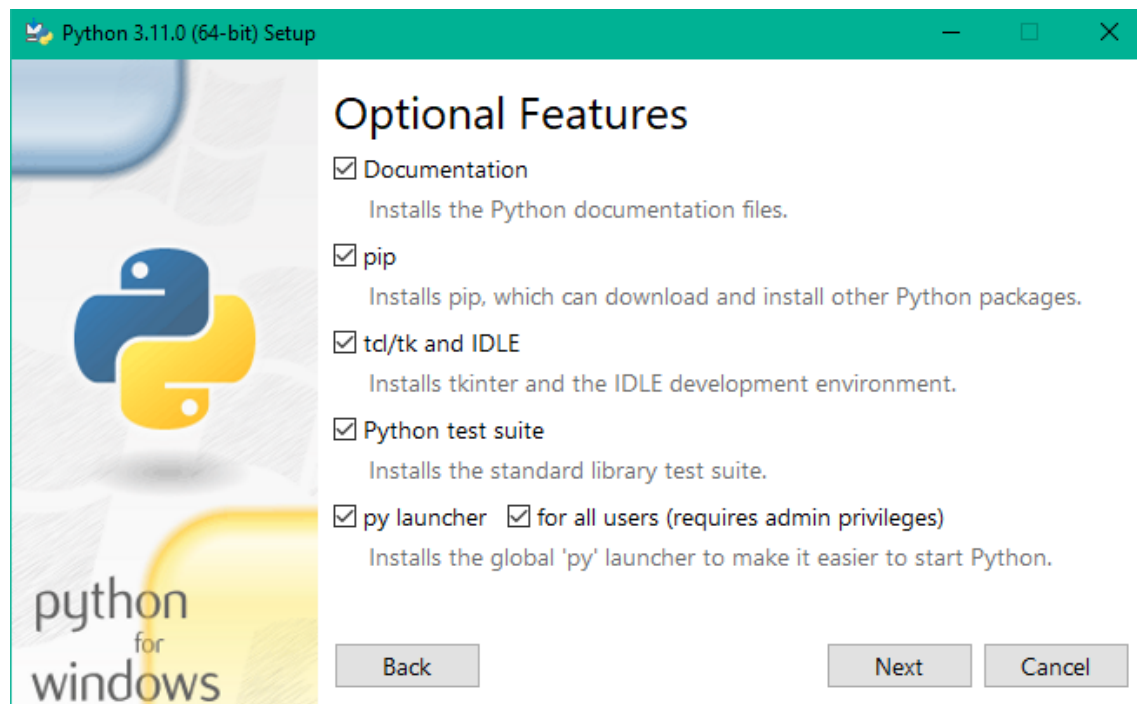 Python 3.11.0 (64-bit) Setup
Optional Features
Documentation
Installs the Python documentation files.
pip
Installs pip, which can download and install other Python packages.
tcl/tk and IDLE
Installs tkinter and the IDLE development environment.
Python test suite
Installs the standard library test suite.
py launcher for all users (requires admin privileges)
Installs the global 'py' launcher to make it easier to start Python.
python
for
windows
Back Next Cancel